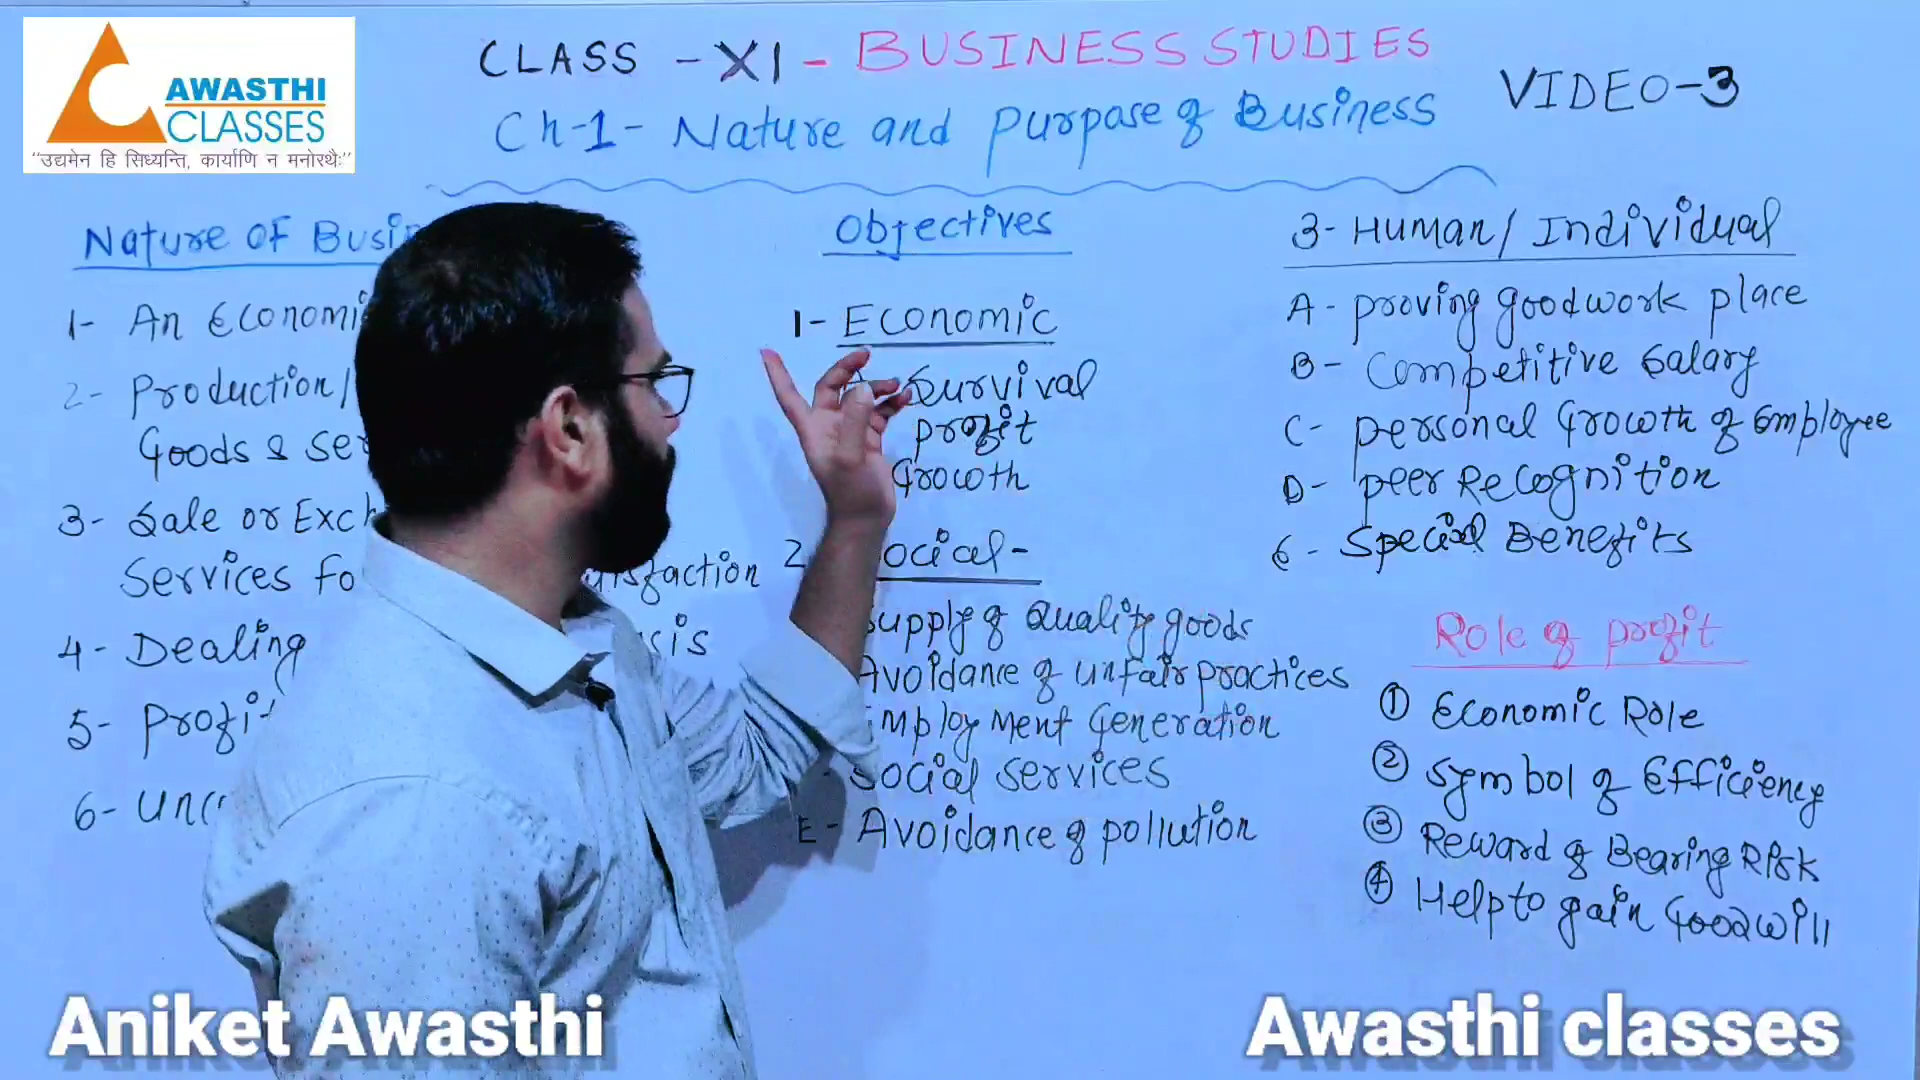 AWASTHI
CLASSES
"उद्यमेन हि सिध्यन्ति, कार्याणि न मनोरथैः"
CLASS - XI - BUSINESS STUDIES
Ch-1- Nature and purpose of Business
VIDEO-3
Nature OF Busi
1- An Economi
2- Production/
Goods & ser
3- Sale or Exch
Services fo
4- Dealing
5- Profit
6- Unc
Objectives
1- Economic
A- Survival
profit
Growth
2 ocial-
Supply of Quality goods
Avoidance of unfair practices
Employment Generation
Social services
E- Avoidance of pollution
3- Human/Individual
A- proving good work place
B- Competitive Salary
C- personal Growth of Employee
D- peer Recognition
6- Special Benefits
Role of profit
① Economic Role
② Symbol of Efficiency
③ Reward of Bearing Risk
④ Help to gain Goodwill
Aniket Awasthi
Awasthi classes